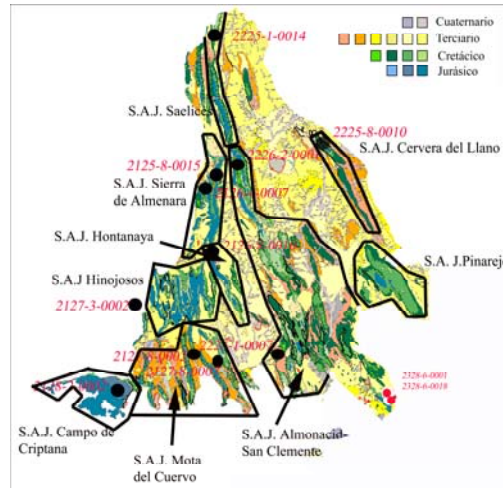 Cuaternario
2225-1-0014
Terciario
Cretácico
Jurásico
S.A.J. Saelices
2225-8-0010
2125-8-0015
S.A.J. Cervera del Llano
S.A.J. Sierra
de Almenara
S.A.J. Hontanaya
S.A. J.Pinarejo
S.A.J Hinojosos
2127-3-0002
2328-6-0001
2328-6-0018
S.A.J. Campo de
Criptana
S.A.J. Almonacid-
San Clemente
S.A.J. Mota
del Cuervo